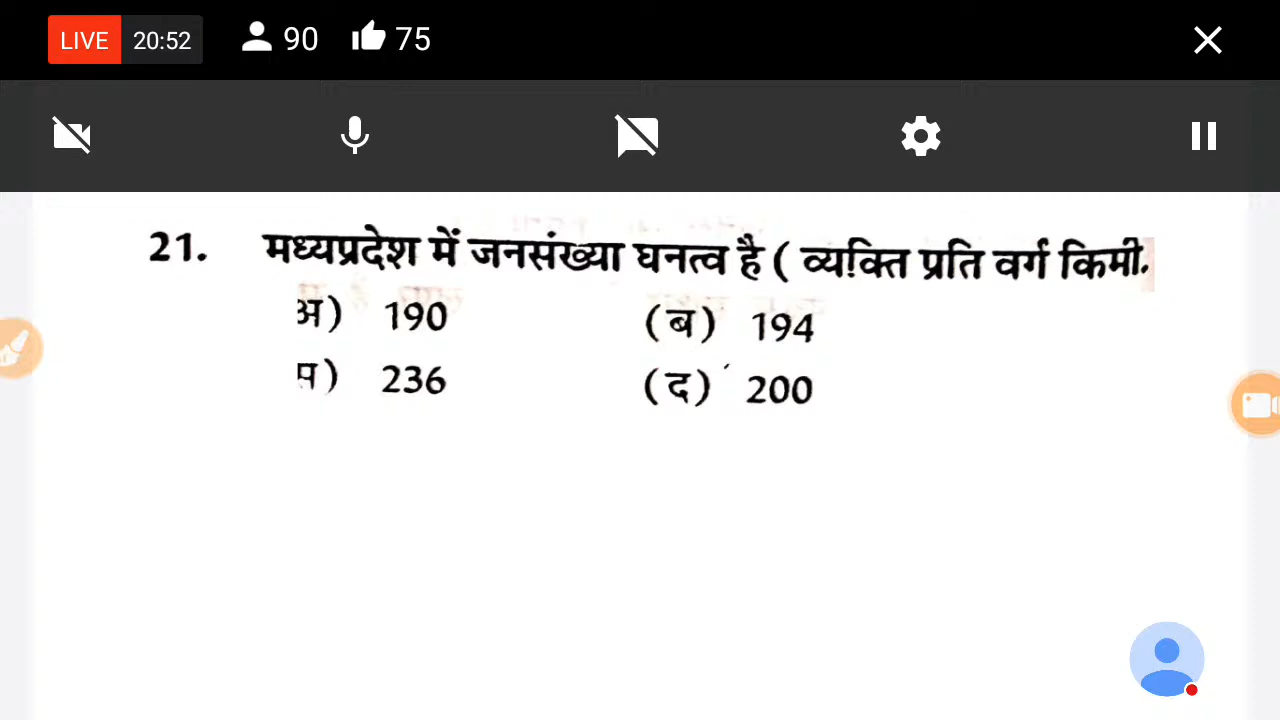 LIVE 20:52 90 75
21. मध्यप्रदेश में जनसंख्या घनत्व है ( व्यक्ति प्रति वर्ग किमी.
अ) 190 (ब) 194
स) 236 (द) 200